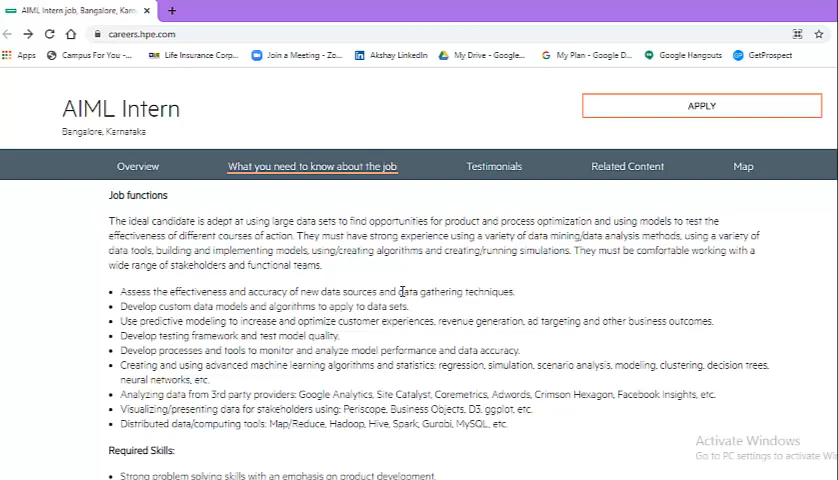 AIML Intern job, Bangalore, Karn
careers.hpe.com
Apps
Campus For You -...
Life Insurance Corp...
Join a Meeting - Zo...
Akshay LinkedIn
My Drive - Google...
My Plan - Google D...
Google Hangouts
GetProspect
AIML Intern
APPLY
Bangalore, Karnataka
Overview
What you need to know about the job
Testimonials
Related Content
Map
Job functions
The ideal candidate is adept at using large data sets to find opportunities for product and process optimization and using models to test the
effectiveness of different courses of action. They must have strong experience using a variety of data mining/data analysis methods, using a variety of
data tools, building and implementing models, using/creating algorithms and creating/running simulations. They must be comfortable working with a
wide range of stakeholders and functional teams.
• Assess the effectiveness and accuracy of new data sources and data gathering techniques.
• Develop custom data models and algorithms to apply to data sets.
• Use predictive modeling to increase and optimize customer experiences, revenue generation, ad targeting and other business outcomes.
• Develop testing framework and test model quality.
• Develop processes and tools to monitor and analyze model performance and data accuracy.
• Creating and using advanced machine learning algorithms and statistics: regression, simulation, scenario analysis, modeling, clustering, decision trees,
neural networks, etc.
• Analyzing data from 3rd party providers: Google Analytics, Site Catalyst, Coremetrics, Adwords, Crimson Hexagon, Facebook Insights, etc.
• Visualizing/presenting data for stakeholders using: Periscope, Business Objects, D3, ggplot, etc.
• Distributed data/computing tools: Map/Reduce, Hadoop, Hive, Spark, Gurobi, MySQL, etc.
Activate Windows
Go to PC settings to activate Wi
Required Skills:
• Strong problem solving skills with an emphasis on product development.